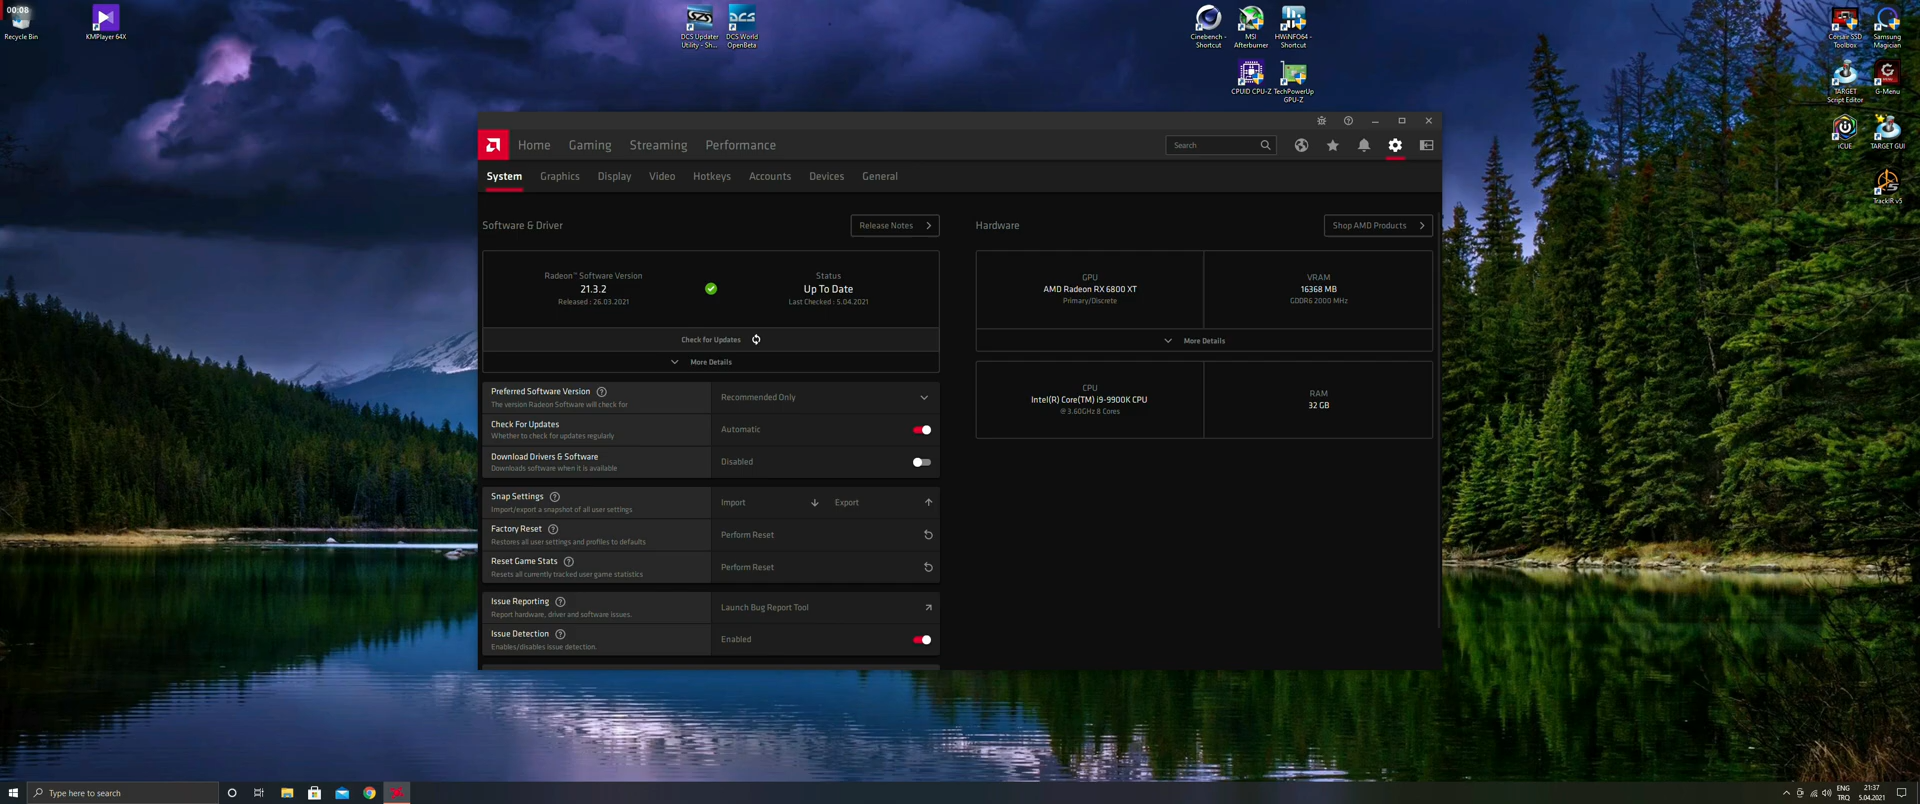 00:08
Recycle Bin
KMPlayer 64X
DCS Updater
Utility - Sh...
DCS World
OpenBeta
Cinebench -
Shortcut
MSI
Afterburner
HWiNFO64 -
Shortcut
CPUID CPU-Z
TechPowerUp
GPU-Z
Corsair SSD
Toolbox
Samsung
Magician
TARGET
Script Editor
G-Menu
iCUE
TARGET GUI
TrackIR v5
Home
Gaming
Streaming
Performance
Search
System
Graphics
Display
Video
Hotkeys
Accounts
Devices
General
Software & Driver
Release Notes
Radeon™ Software Version
21.3.2
Released : 26.03.2021
Status
Up To Date
Last Checked : 5.04.2021
Check for Updates
More Details
Preferred Software Version
The version Radeon Software will check for
Recommended Only
Check For Updates
Whether to check for updates regularly
Automatic
Download Drivers & Software
Downloads software when it is available
Disabled
Snap Settings
Import/export a snapshot of all user settings
Import
Export
Factory Reset
Restores all user settings and profiles to defaults
Perform Reset
Reset Game Stats
Resets all currently tracked user game statistics
Perform Reset
Issue Reporting
Report hardware, driver and software issues.
Launch Bug Report Tool
Issue Detection
Enables/disables issue detection.
Enabled
Hardware
Shop AMD Products
GPU
AMD Radeon RX 6800 XT
Primary/Discrete
VRAM
16368 MB
GDDR6 2000 MHz
More Details
CPU
Intel(R) Core(TM) i9-9900K CPU
@ 3.60GHz 8 Cores
RAM
32 GB
Type here to search
ENG
TRQ
21:37
5.04.2021